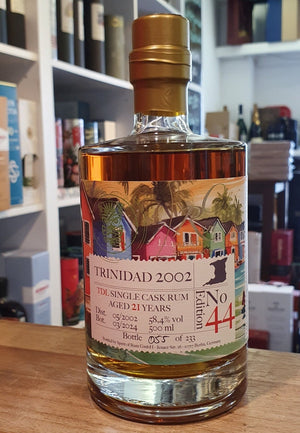 TRINIDAD 2002
TDL SINGLE CASK RUM
AGED 21 YEARS
Dist. 05/2002 58.4% vol
Bot. 03/2024 500 ml
Bottle 055 of 233
Edition
No
44